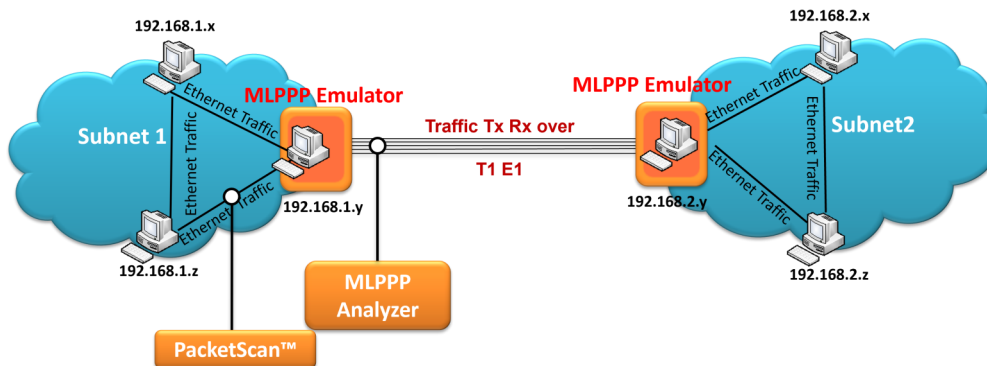 192.168.1.x
192.168.2.x
MLPPP Emulator
MLPPP Emulator
Ethernet Traffic
Ethernet Traffic
Subnet 1
Ethernet Traffic
Traffic Tx Rx over
Ethernet Traffic
Subnet2
T1 E1
Ethernet Traffic
Ethernet Traffic
192.168.1.y
192.168.2.y
192.168.1.z
192.168.2.z
MLPPP
Analyzer
PacketScan™